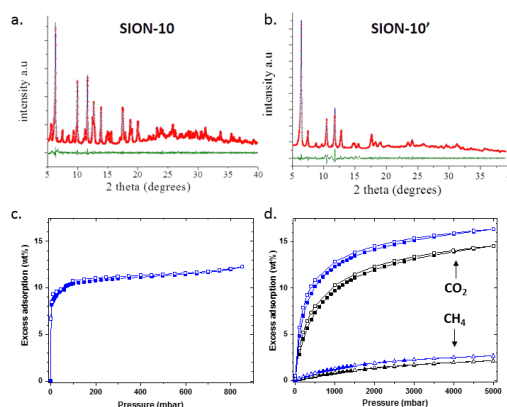 a.
SION-10
intensity a.u
5 10 15 20 25 30 35 40
2 theta (degrees)
b.
SION-10'
intensity a.u
5 10 15 20 25 30 35
2 theta (degrees)
c.
Excess adsorption (wt%)
15
10
5
0
0 200 400 600 800
Pressure (mbar)
d.
Excess adsorption (wt%)
15
10
5
0
0 1000 2000 3000 4000 5000
CO₂
CH₄
Pressure (mbar)